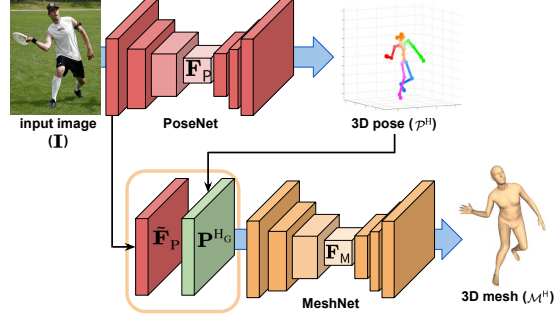 F_P
input image
(I)
PoseNet
3D pose (𝒫^H)
F̃_P
P^{H_G}
F_M
MeshNet
3D mesh (ℳ^H)